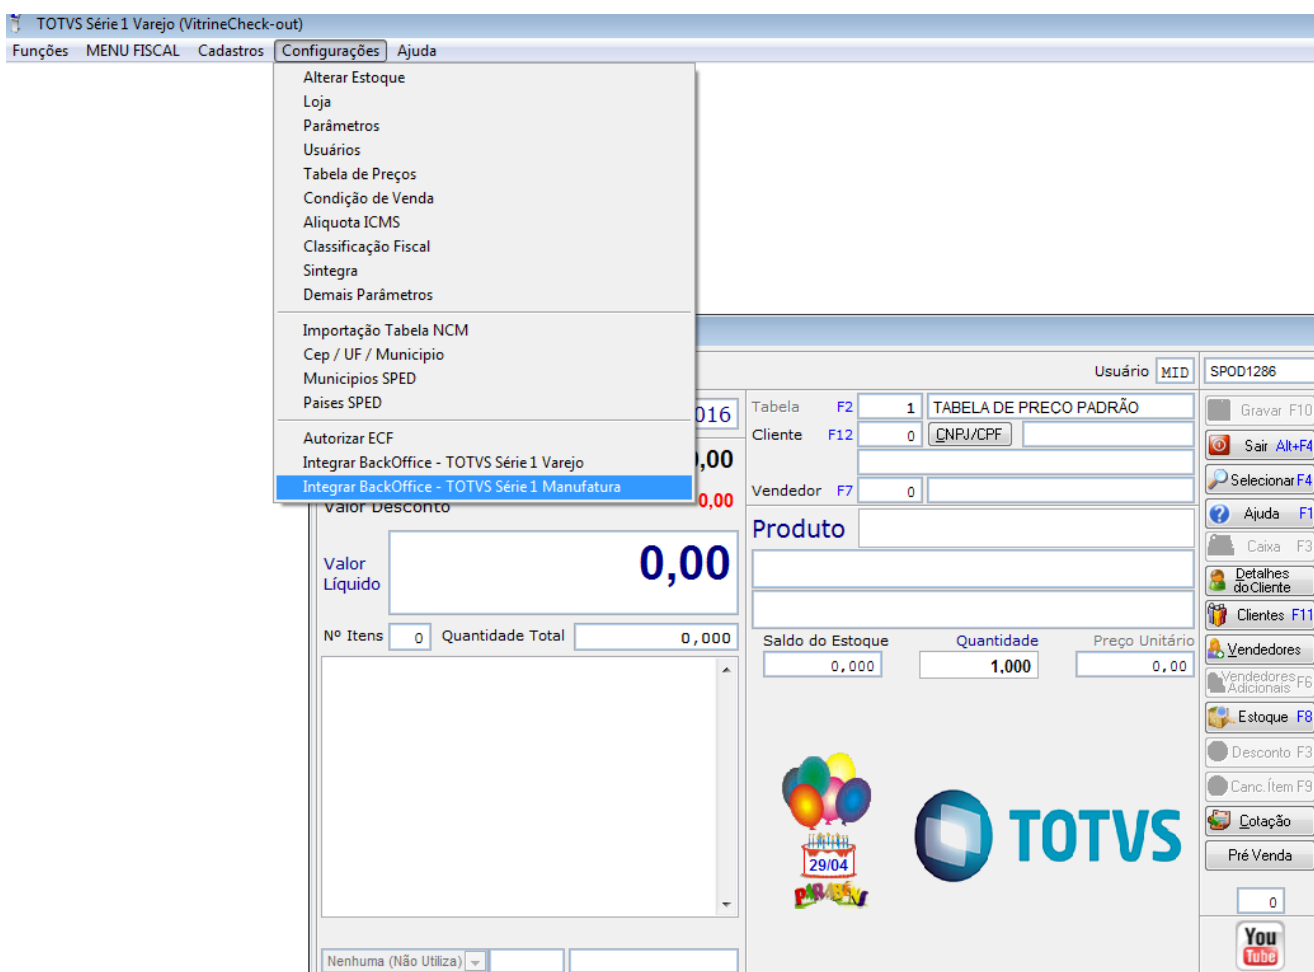 TOTVS Série 1 Varejo (VitrineCheck-out)
Funções MENU FISCAL Cadastros Configurações Ajuda
Alterar Estoque
Loja
Parâmetros
Usuários
Tabela de Preços
Condição de Venda
Aliquota ICMS
Classificação Fiscal
Sintegra
Demais Parâmetros
Importação Tabela NCM
Cep / UF / Municipio
Municipios SPED
Paises SPED
Autorizar ECF
Integrar BackOffice - TOTVS Série 1 Varejo
Integrar BackOffice - TOTVS Série 1 Manufatura
Usuário MID SPOD1286
016
,00
Valor Desconto 0,00
Valor Líquido 0,00
Nº Itens 0 Quantidade Total 0,000
Nenhuma (Não Utiliza)
Tabela F2 1 TABELA DE PRECO PADRÃO
Cliente F12 0 CNPJ/CPF
Vendedor F7 0
Produto
Saldo do Estoque Quantidade Preço Unitário
0,000 1,000 0,00
29/04
PARABÉNS
TOTVS
Gravar F10
Sair Alt+F4
Selecionar F4
Ajuda F1
Caixa F3
Detalhes
do Cliente
Clientes F11
Vendedores
Vendedores
Adicionais F6
Estoque F8
Desconto F3
Canc. Ítem F9
Cotação
Pré Venda
0
You
Tube